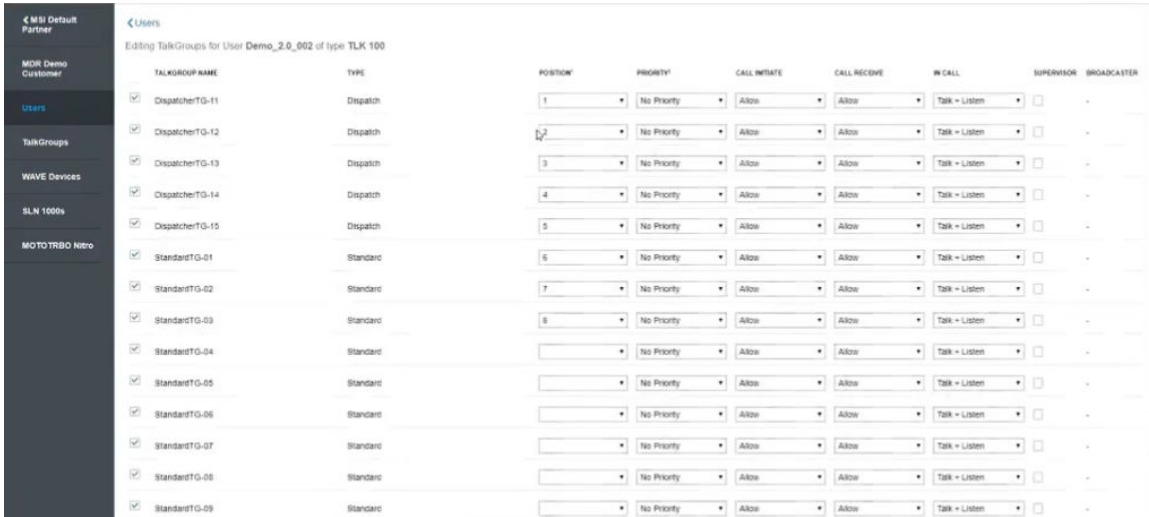 < MSI Default Partner
MDR Demo Customer
Users
TalkGroups
WAVE Devices
SLN 1000s
MOTOTRBO Nitro
< Users
Editing TalkGroups for User Demo_2.0_002 of type TLK 100
TALKGROUP NAME TYPE POSITION¹ PRIORITY² CALL INITIATE CALL RECEIVE IN CALL SUPERVISOR BROADCASTER
DispatcherTG-11 Dispatch 1 No Priority Allow Allow Talk + Listen -
DispatcherTG-12 Dispatch 2 No Priority Allow Allow Talk + Listen -
DispatcherTG-13 Dispatch 3 No Priority Allow Allow Talk + Listen -
DispatcherTG-14 Dispatch 4 No Priority Allow Allow Talk + Listen -
DispatcherTG-15 Dispatch 5 No Priority Allow Allow Talk + Listen -
StandardTG-01 Standard 6 No Priority Allow Allow Talk + Listen -
StandardTG-02 Standard 7 No Priority Allow Allow Talk + Listen -
StandardTG-03 Standard 8 No Priority Allow Allow Talk + Listen -
StandardTG-04 Standard No Priority Allow Allow Talk + Listen -
StandardTG-05 Standard No Priority Allow Allow Talk + Listen -
StandardTG-06 Standard No Priority Allow Allow Talk + Listen -
StandardTG-07 Standard No Priority Allow Allow Talk + Listen -
StandardTG-08 Standard No Priority Allow Allow Talk + Listen -
StandardTG-09 Standard No Priority Allow Allow Talk + Listen -